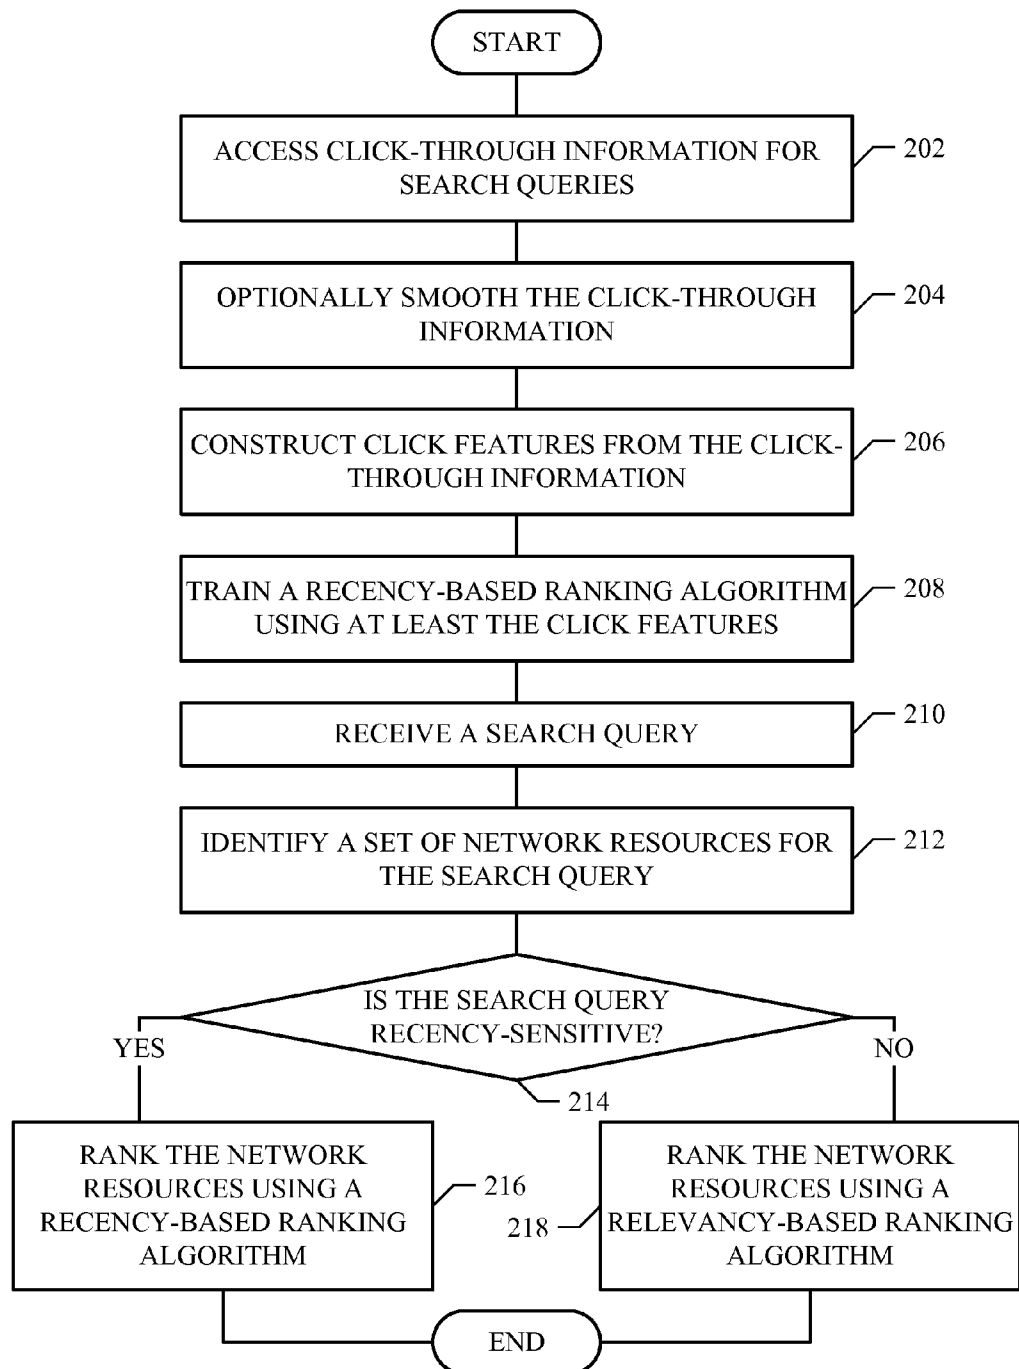 START
ACCESS CLICK-THROUGH INFORMATION FOR
SEARCH QUERIES
202
OPTIONALLY SMOOTH THE CLICK-THROUGH
INFORMATION
204
CONSTRUCT CLICK FEATURES FROM THE CLICK-
THROUGH INFORMATION
206
TRAIN A RECENCY-BASED RANKING ALGORITHM
USING AT LEAST THE CLICK FEATURES
208
RECEIVE A SEARCH QUERY
210
IDENTIFY A SET OF NETWORK RESOURCES FOR
THE SEARCH QUERY
212
IS THE SEARCH QUERY
RECENCY-SENSITIVE?
YES
NO
214
RANK THE NETWORK
RESOURCES USING A
RECENCY-BASED RANKING
ALGORITHM
216
218
RANK THE NETWORK
RESOURCES USING A
RELEVANCY-BASED RANKING
ALGORITHM
END